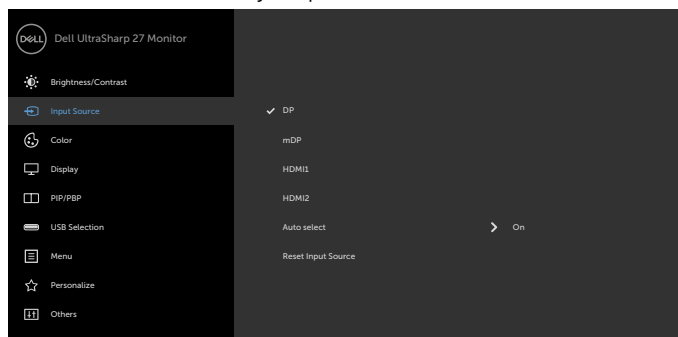 DELL Dell UltraSharp 27 Monitor
Brightness/Contrast
Input Source
DP
Color
mDP
Display
HDMI1
PIP/PBP
HDMI2
USB Selection
Auto select
On
Menu
Reset Input Source
Personalize
Others